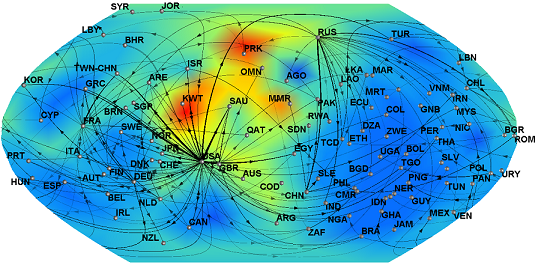 SYR JOR
LBY RUS TUR
BHR PRK
TWN-CHN ISR OMN LKA MAR LBN
KOR GRC ARE AGO LAO CHL
KWT SAU MMR PAK ECU MRT VNM IRN
CYP BRN SGP COL GNB MYS
FRA SWE RWA
QAT SDN DZA ZWE PER NIC BGR
JPN TCD ETH THA ROM
PRT ITA USA EGY UGA BOL
DNK CHE GBR TGO SLV
HUN ESP AUT FIN DEU AUS SLE BGD PNG POL URY
COD PHL NER TUN PAN
BEL NLD CHN CMR IDN GUY
IRL CAN ARG IND NGA GHA MEX VEN
NZL ZAF BRA JAM